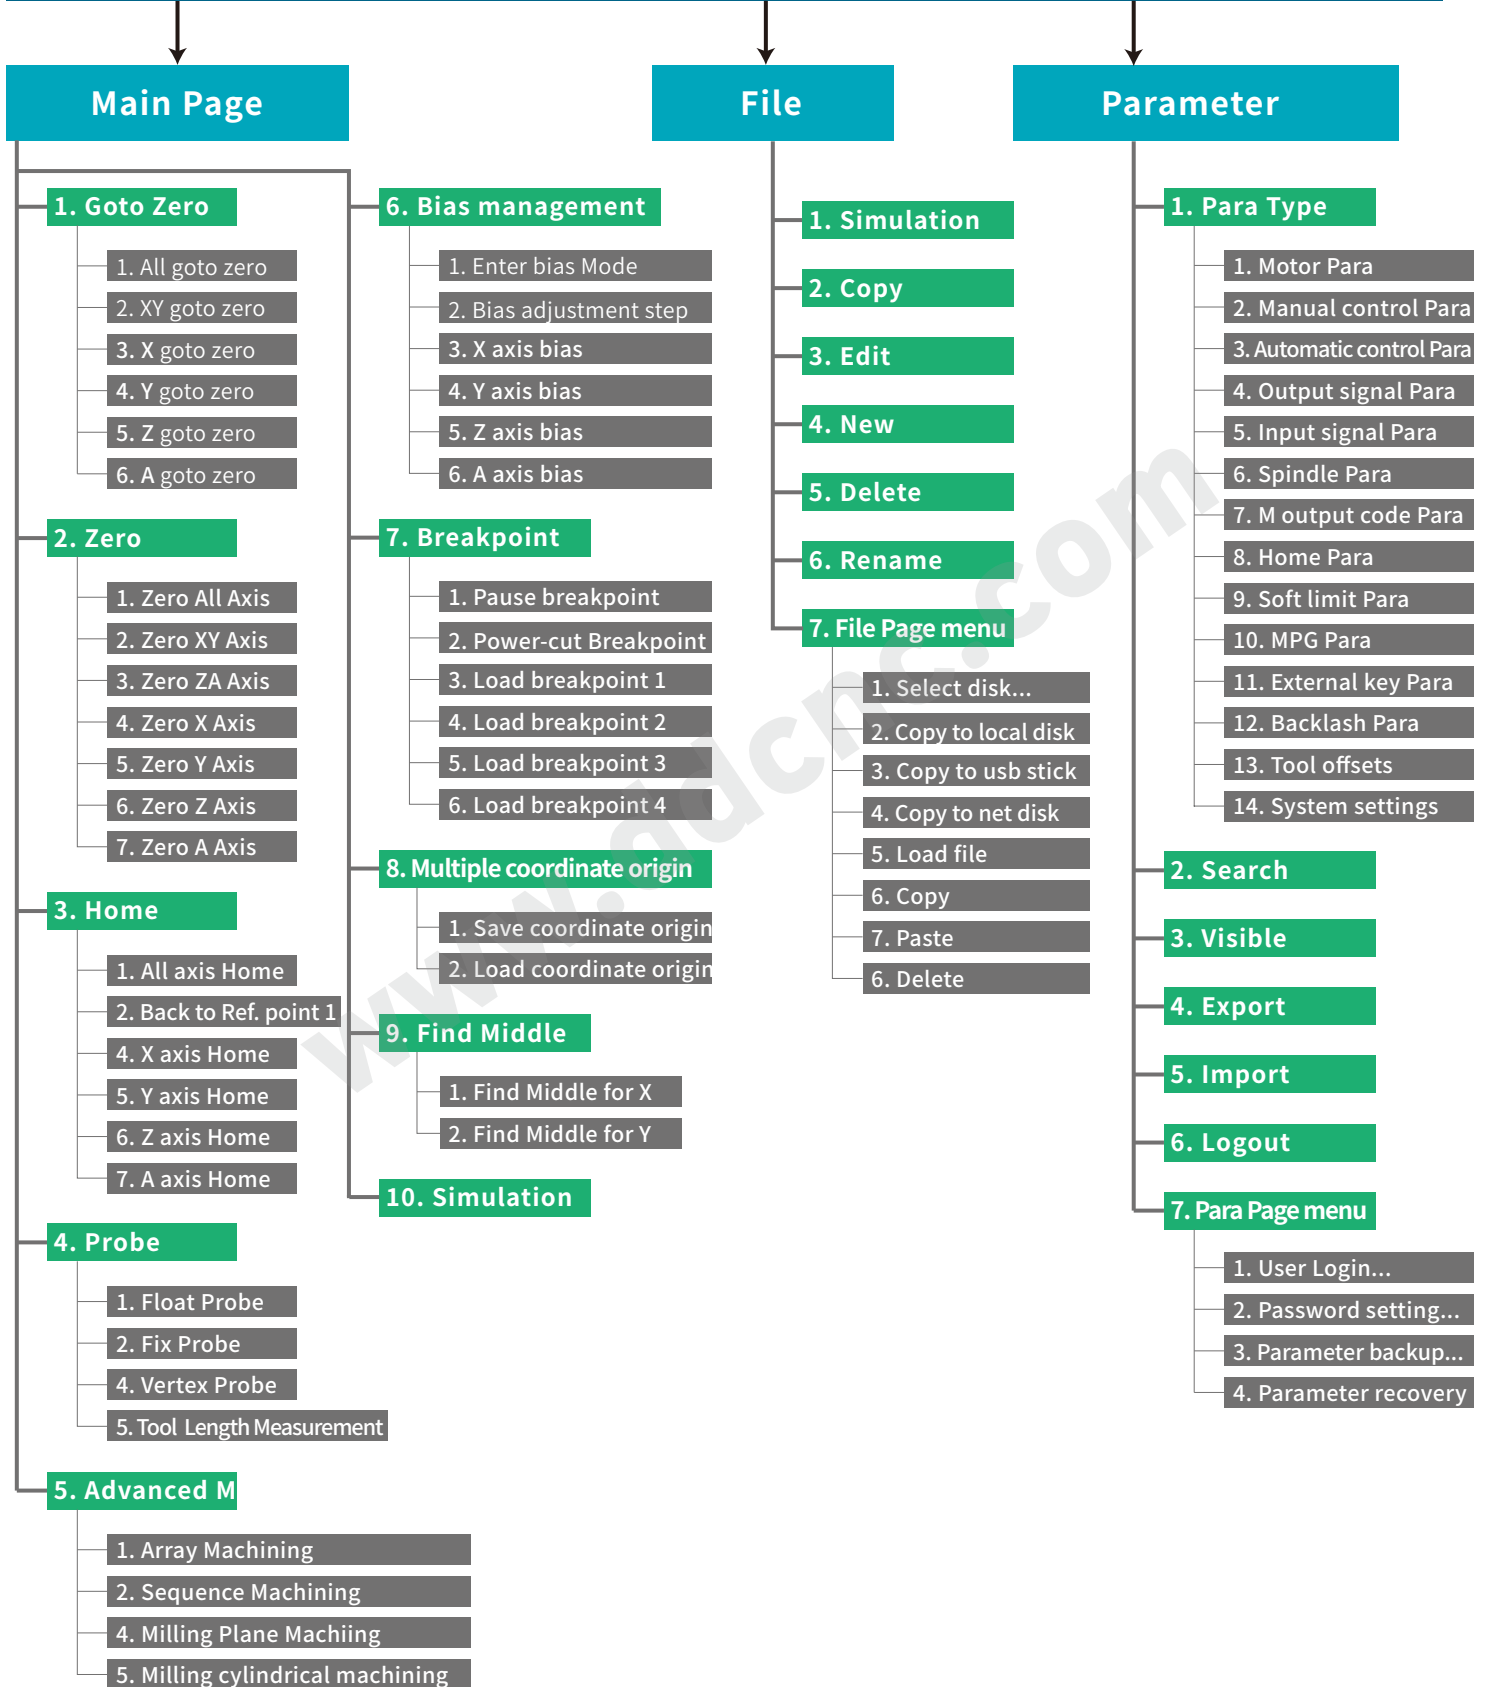 Main Page
1. Goto Zero
1. All goto zero
2. XY goto zero
3. X goto zero
4. Y goto zero
5. Z goto zero
6. A goto zero
2. Zero
1. Zero All Axis
2. Zero XY Axis
3. Zero ZA Axis
4. Zero X Axis
5. Zero Y Axis
6. Zero Z Axis
7. Zero A Axis
3. Home
1. All axis Home
2. Back to Ref. point 1
4. X axis Home
5. Y axis Home
6. Z axis Home
7. A axis Home
4. Probe
1. Float Probe
2. Fix Probe
4. Vertex Probe
5. Tool Length Measurement
5. Advanced M
1. Array Machining
2. Sequence Machining
4. Milling Plane Machiing
5. Milling cylindrical machining
6. Bias management
1. Enter bias Mode
2. Bias adjustment step
3. X axis bias
4. Y axis bias
5. Z axis bias
6. A axis bias
7. Breakpoint
1. Pause breakpoint
2. Power-cut Breakpoint
3. Load breakpoint 1
4. Load breakpoint 2
5. Load breakpoint 3
6. Load breakpoint 4
8. Multiple coordinate origin
1. Save coordinate origin
2. Load coordinate origin
9. Find Middle
1. Find Middle for X
2. Find Middle for Y
10. Simulation
File
1. Simulation
2. Copy
3. Edit
4. New
5. Delete
6. Rename
7. File Page menu
1. Select disk...
2. Copy to local disk
3. Copy to usb stick
4. Copy to net disk
5. Load file
6. Copy
7. Paste
6. Delete
Parameter
1. Para Type
1. Motor Para
2. Manual control Para
3. Automatic control Para
4. Output signal Para
5. Input signal Para
6. Spindle Para
7. M output code Para
8. Home Para
9. Soft limit Para
10. MPG Para
11. External key Para
12. Backlash Para
13. Tool offsets
14. System settings
2. Search
3. Visible
4. Export
5. Import
6. Logout
7. Para Page menu
1. User Login...
2. Password setting...
3. Parameter backup...
4. Parameter recovery